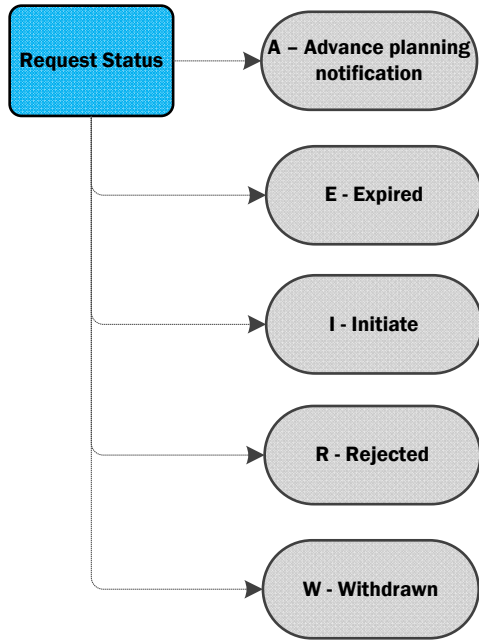 Request Status
A – Advance planning
notification
E - Expired
I - Initiate
R - Rejected
W - Withdrawn